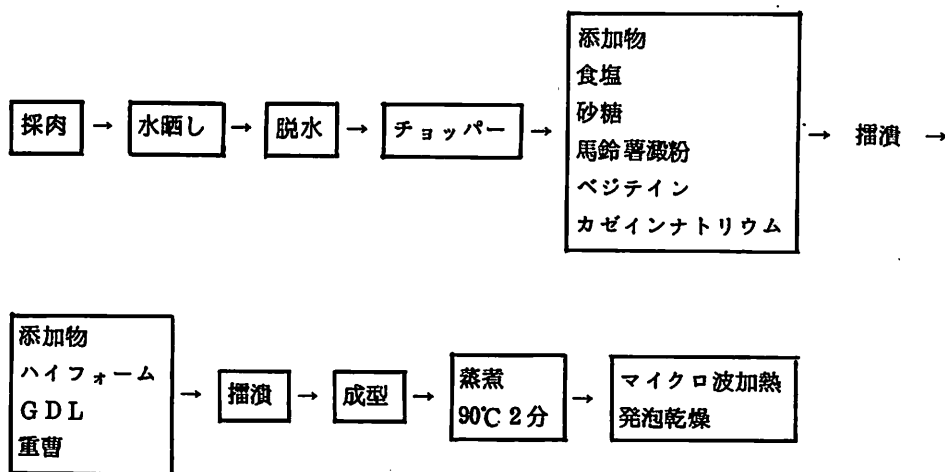 採肉 → 水晒し → 脱水 → チョッパー →
添加物
食塩
砂糖
馬鈴薯澱粉
ベジテイン
カゼインナトリウム
→ 擂潰 →
添加物
ハイフォーム
GDL
重曹
→ 擂潰 → 成型 →
蒸煮
90℃ 2分
→
マイクロ波加熱
発泡乾燥